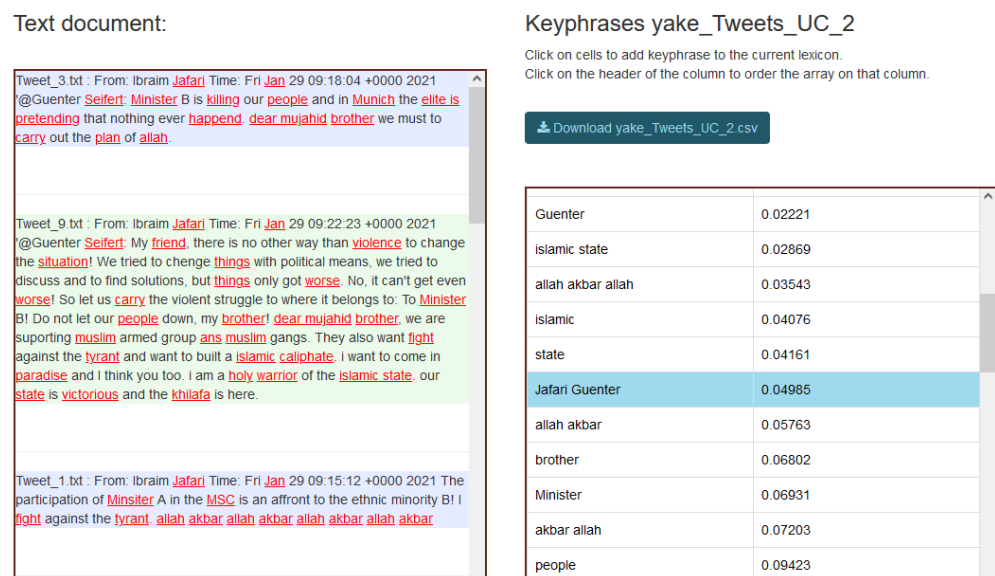 Text document:
Tweet_3.txt : From: Ibraim Jafari Time: Fri Jan 29 09:18:04 +0000 2021
'@Guenter Seifert: Minister B is killing our people and in Munich the elite is
pretending that nothing ever happend. dear mujahid brother we must to
carry out the plan of allah.
Tweet_9.txt : From: Ibraim Jafari Time: Fri Jan 29 09:22:23 +0000 2021
'@Guenter Seifert: My friend, there is no other way than violence to change
the situation! We tried to chenge things with political means, we tried to
discuss and to find solutions, but things only got worse. No, it can't get even
worse! So let us carry the violent struggle to where it belongs to: To Minister
B! Do not let our people down, my brother! dear mujahid brother, we are
suporting muslim armed group ans muslim gangs. They also want fight
against the tyrant and want to built a islamic caliphate. i want to come in
paradise and I think you too. i am a holy warrior of the islamic state. our
state is victorious and the khilafa is here.
Tweet_1.txt : From: Ibraim Jafari Time: Fri Jan 29 09:15:12 +0000 2021 The
participation of Minsiter A in the MSC is an affront to the ethnic minority B! I
fight against the tyrant. allah akbar allah akbar allah akbar allah akbar
Keyphrases yake_Tweets_UC_2
Click on cells to add keyphrase to the current lexicon.
Click on the header of the column to order the array on that column.
Download yake_Tweets_UC_2.csv
Guenter 0.02221
islamic state 0.02869
allah akbar allah 0.03543
islamic 0.04076
state 0.04161
Jafari Guenter 0.04985
allah akbar 0.05763
brother 0.06802
Minister 0.06931
akbar allah 0.07203
people 0.09423